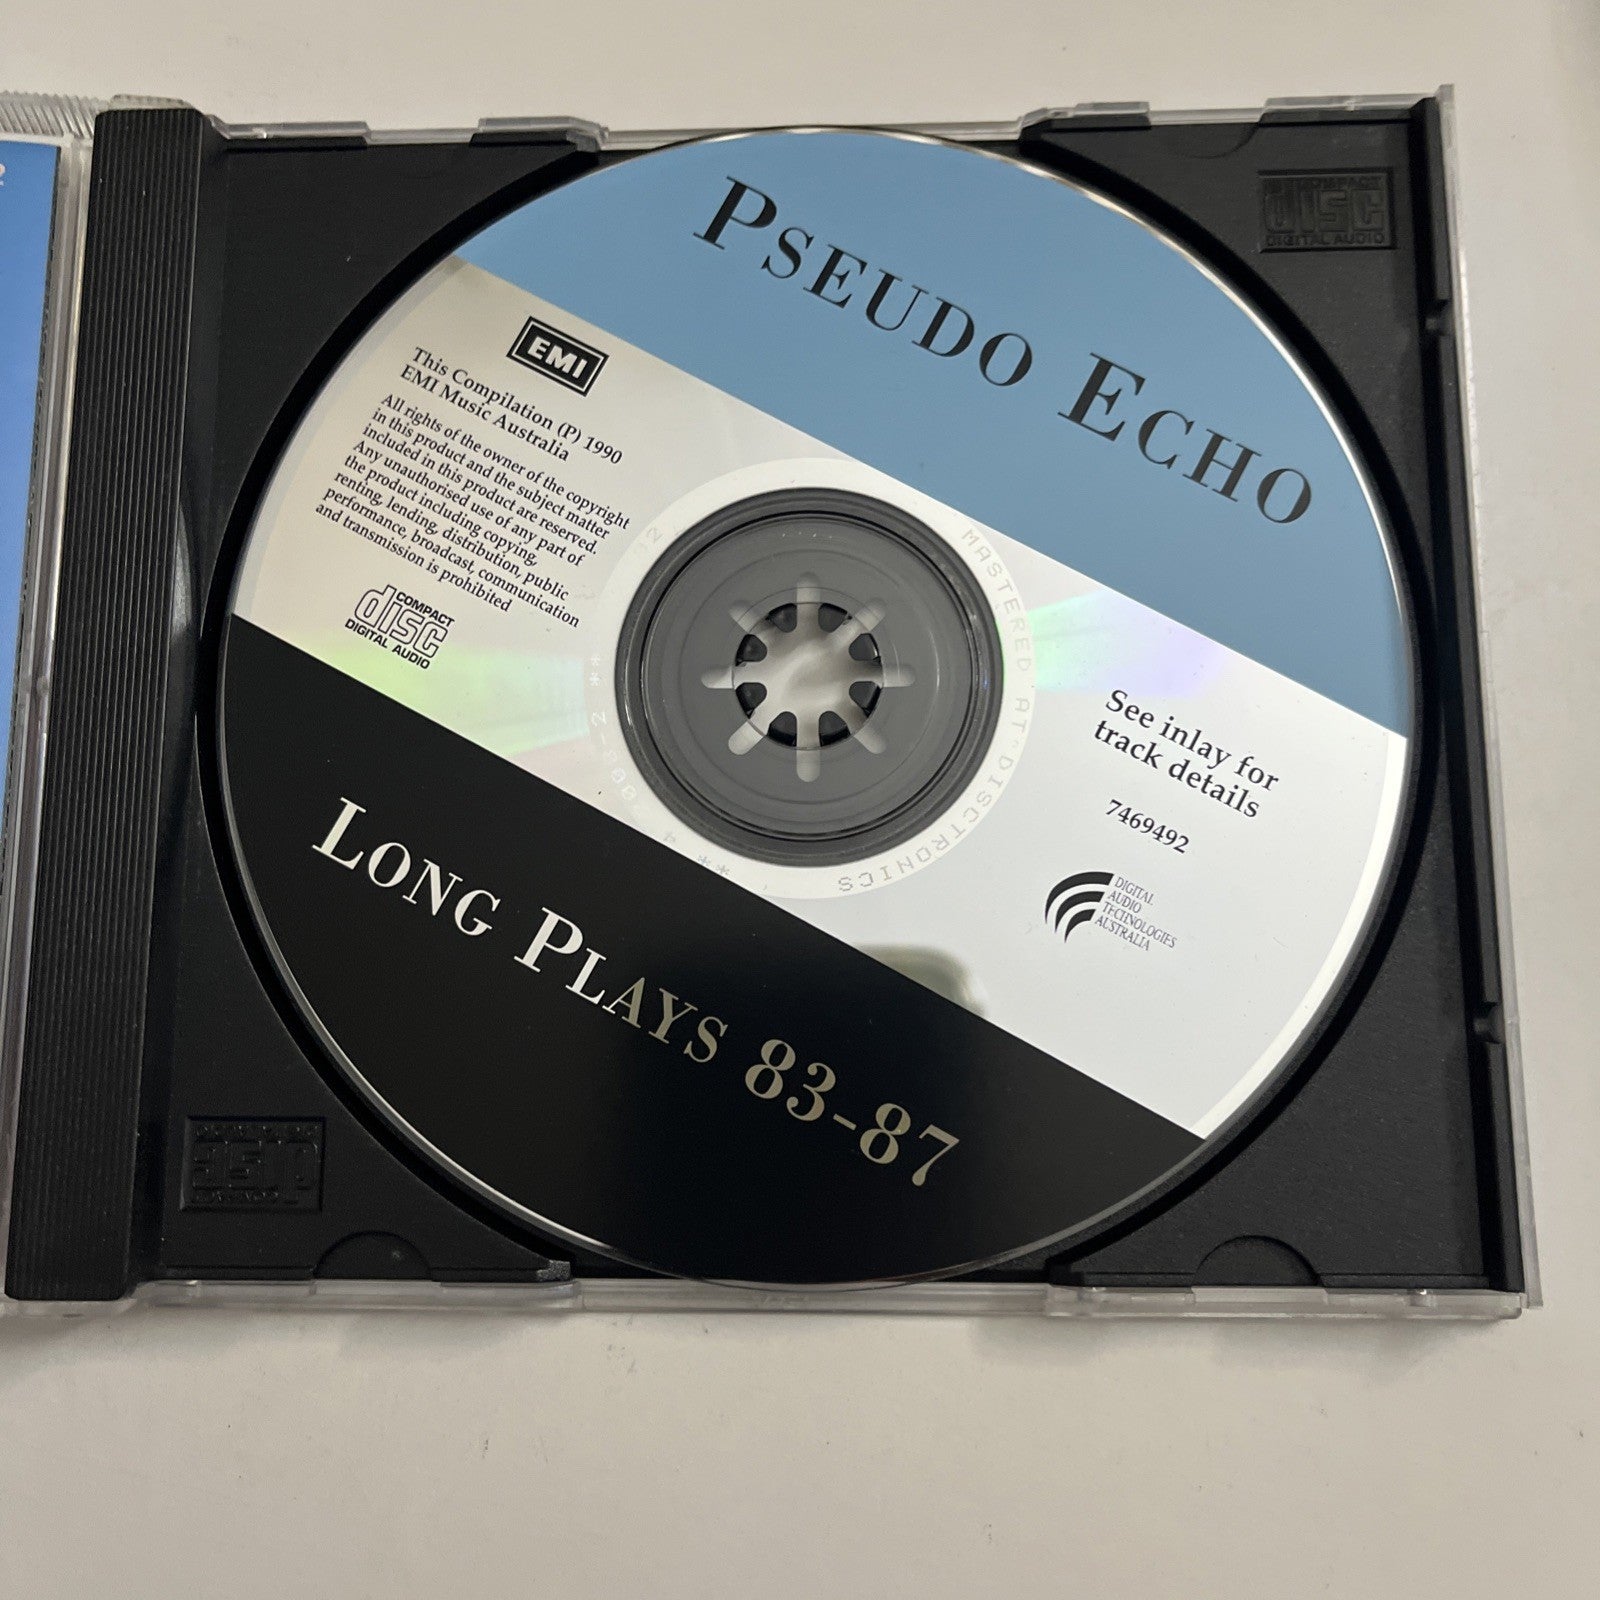 PSEUDO ECHO
EMI
This Compilation (P) 1990
EMI Music Australia
All rights of the owner of the copyright
in this product and the subject matter
included in this product are reserved.
Any unauthorised use of any part of
the product including copying,
renting, lending, distribution, public
performance, broadcast, communication
and transmission is prohibited
COMPACT
disc
DIGITAL AUDIO
MASTERED AT DISCTRONICS
See inlay for
track details
7469492
DIGITAL
AUDIO
TECHNOLOGIES
AUSTRALIA
LONG PLAYS 83-87
COMPACT
disc
DIGITAL AUDIO